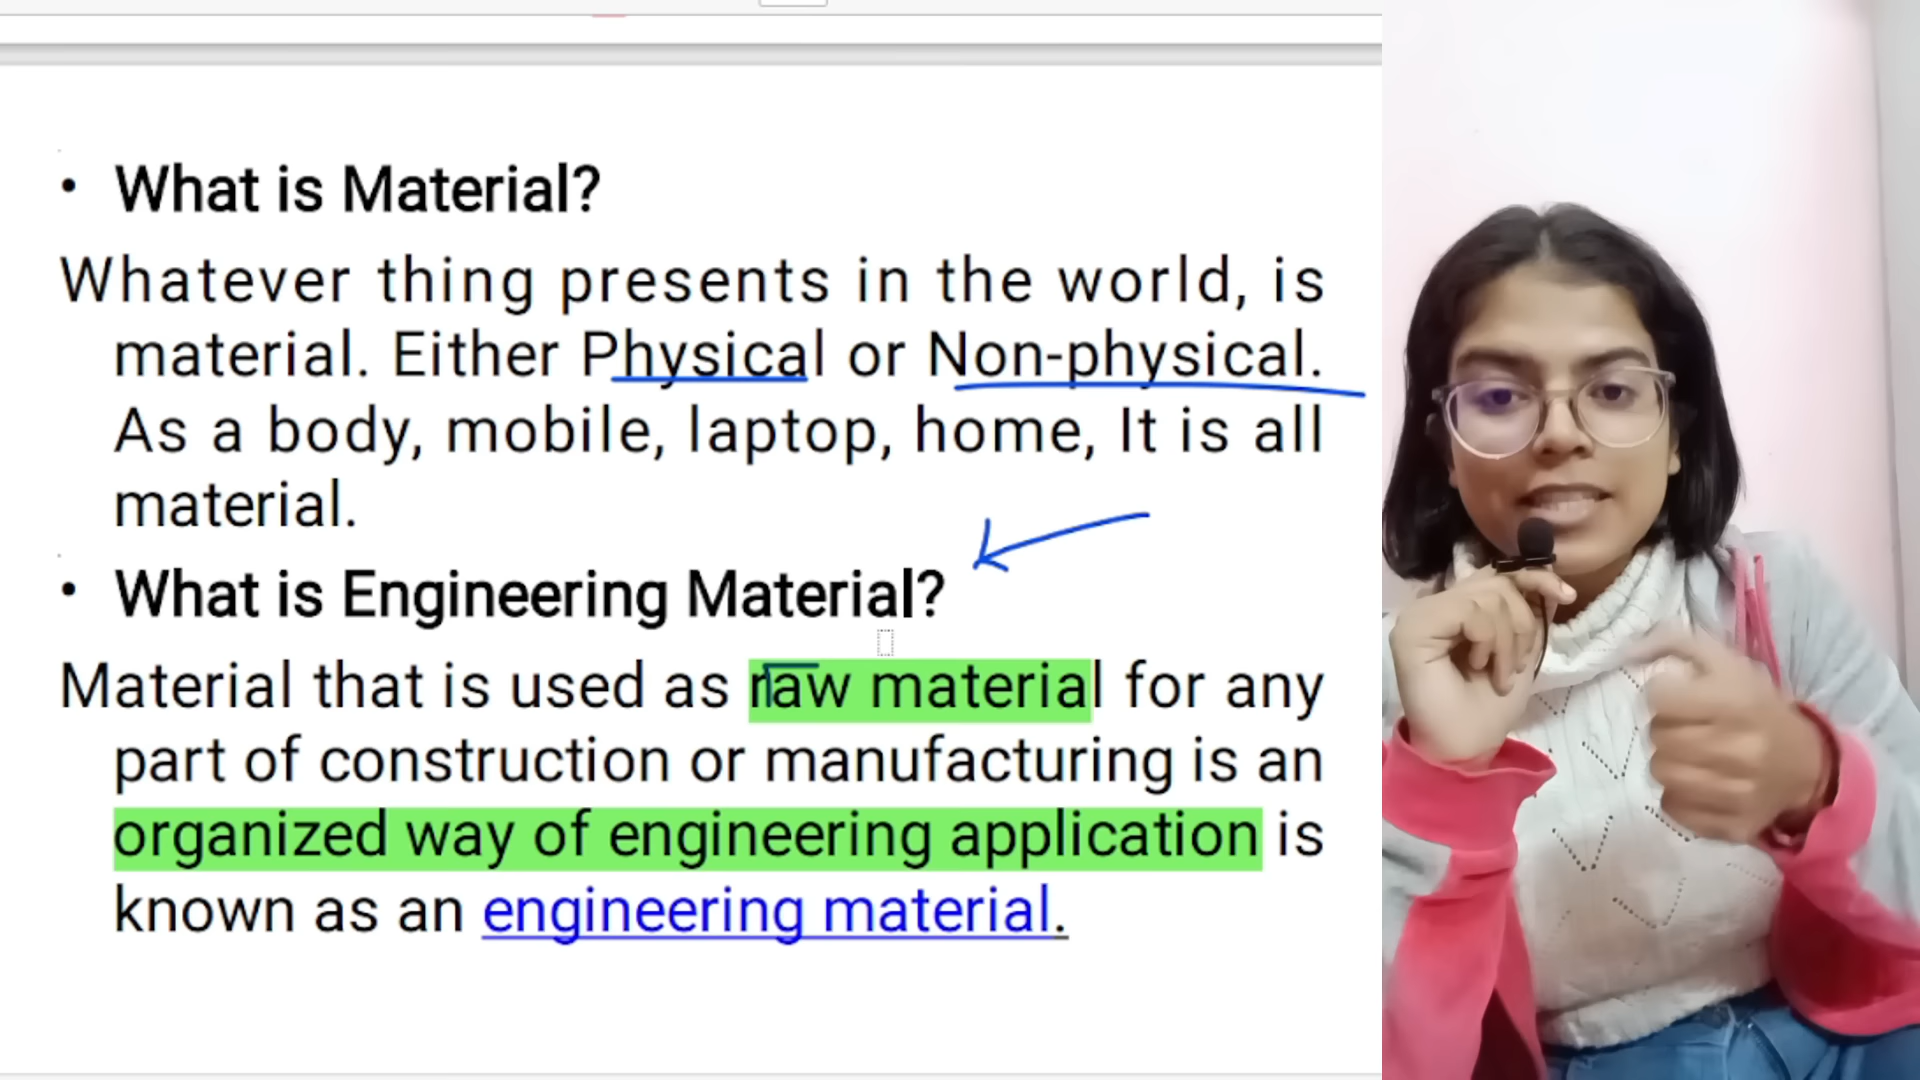 • What is Material?
Whatever thing presents in the world, is
material. Either Physical or Non-physical.
As a body, mobile, laptop, home, It is all
material.
• What is Engineering Material?
Material that is used as raw material for any
part of construction or manufacturing is an
organized way of engineering application is
known as an engineering material.